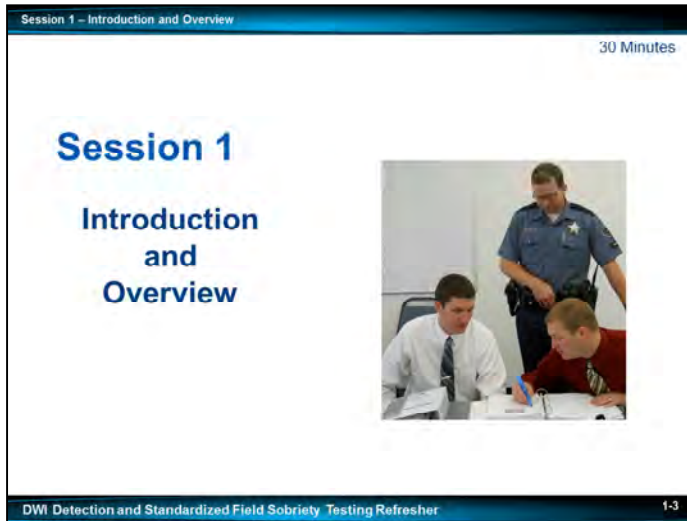 Session 1 – Introduction and Overview
30 Minutes
Session 1
Introduction
and
Overview
DWI Detection and Standardized Field Sobriety Testing Refresher
1-3